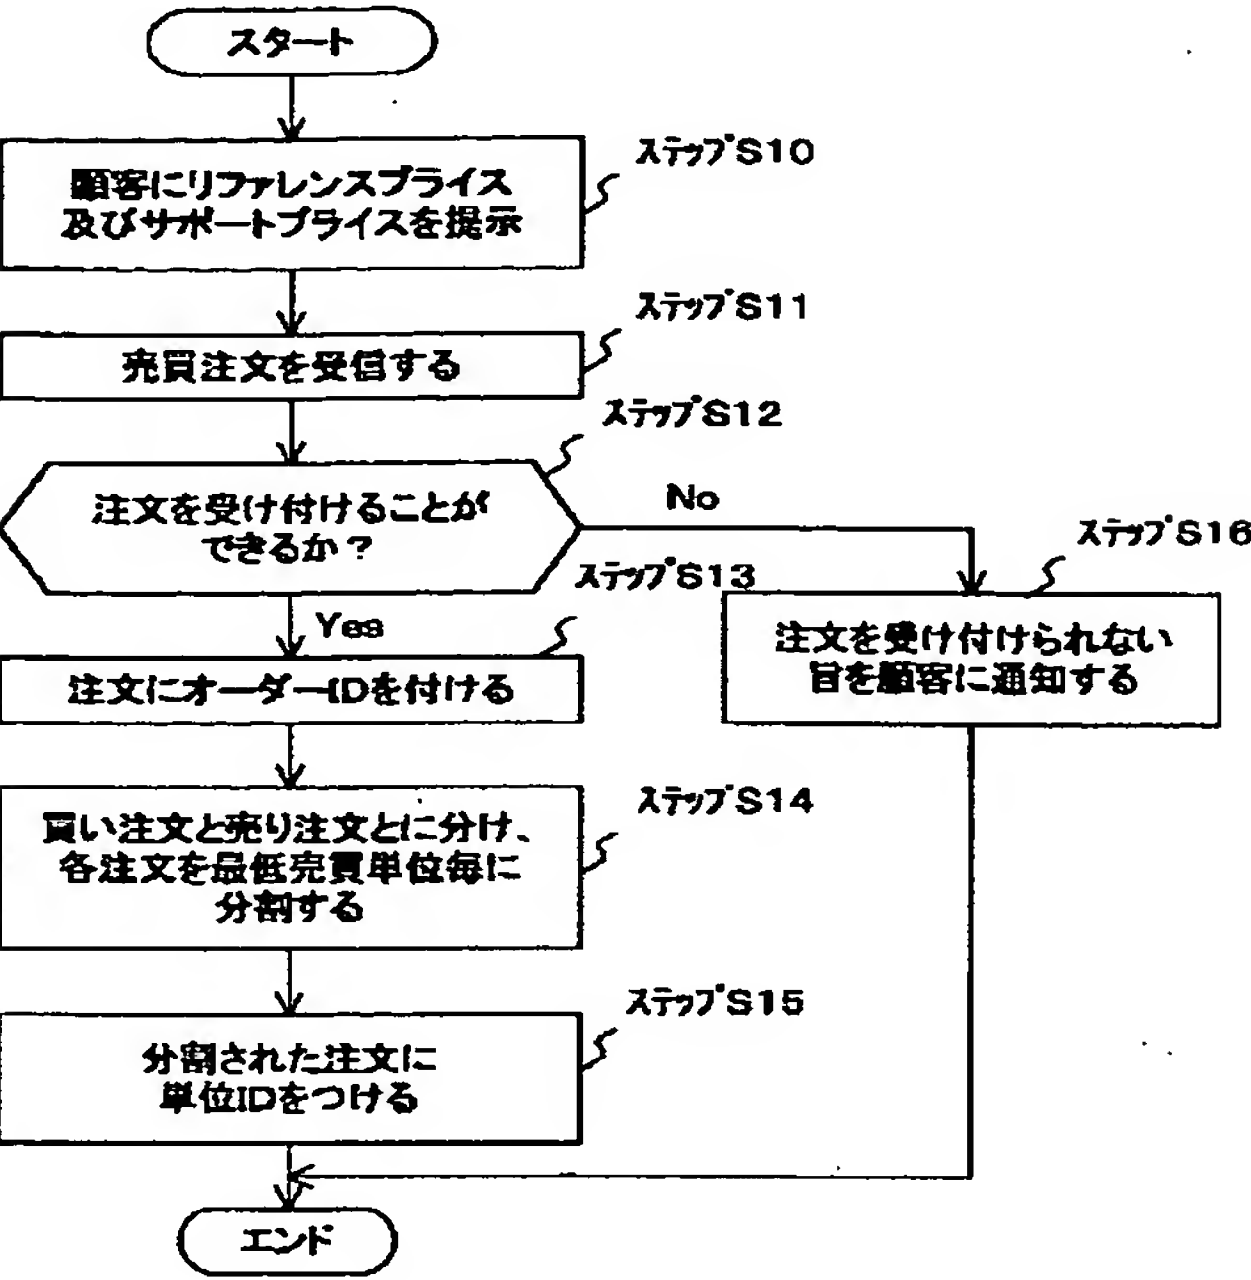 スタート
ステップS10
顧客にリファレンスプライス
及びサポートプライスを提示
ステップS11
売買注文を受信する
ステップS12
注文を受け付けることが
できるか？
No
ステップS16
ステップS13
Yes
注文を受け付けられない
旨を顧客に通知する
注文にオーダーIDを付ける
ステップS14
買い注文と売り注文とに分け、
各注文を最低売買単位毎に
分割する
ステップS15
分割された注文に
単位IDをつける
エンド